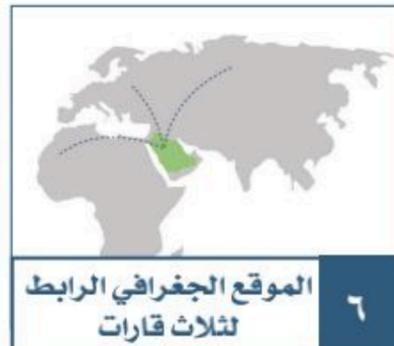 الموقع الجغرافي الرابط
لثلاث قارات
٦